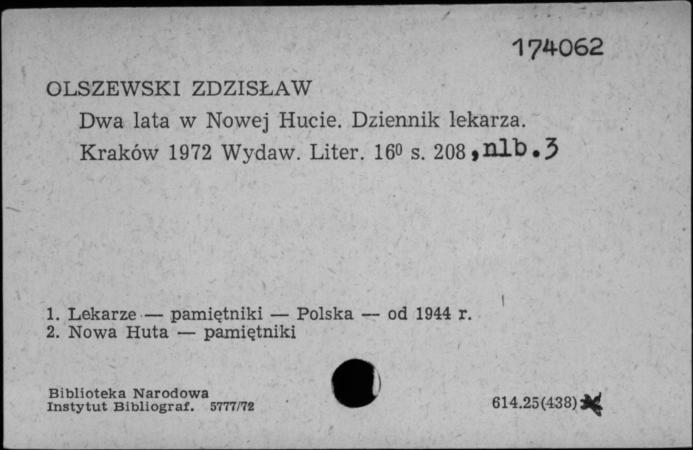 174062
OLSZEWSKI ZDZISŁAW
Dwa lata w Nowej Hucie. Dziennik lekarza.
Kraków 1972 Wydaw. Liter. 16⁰ s. 208, nlb. 3
1. Lekarze — pamiętniki — Polska — od 1944 r.
2. Nowa Huta — pamiętniki
Biblioteka Narodowa
Instytut Bibliograf. 5777/72
614.25(438)